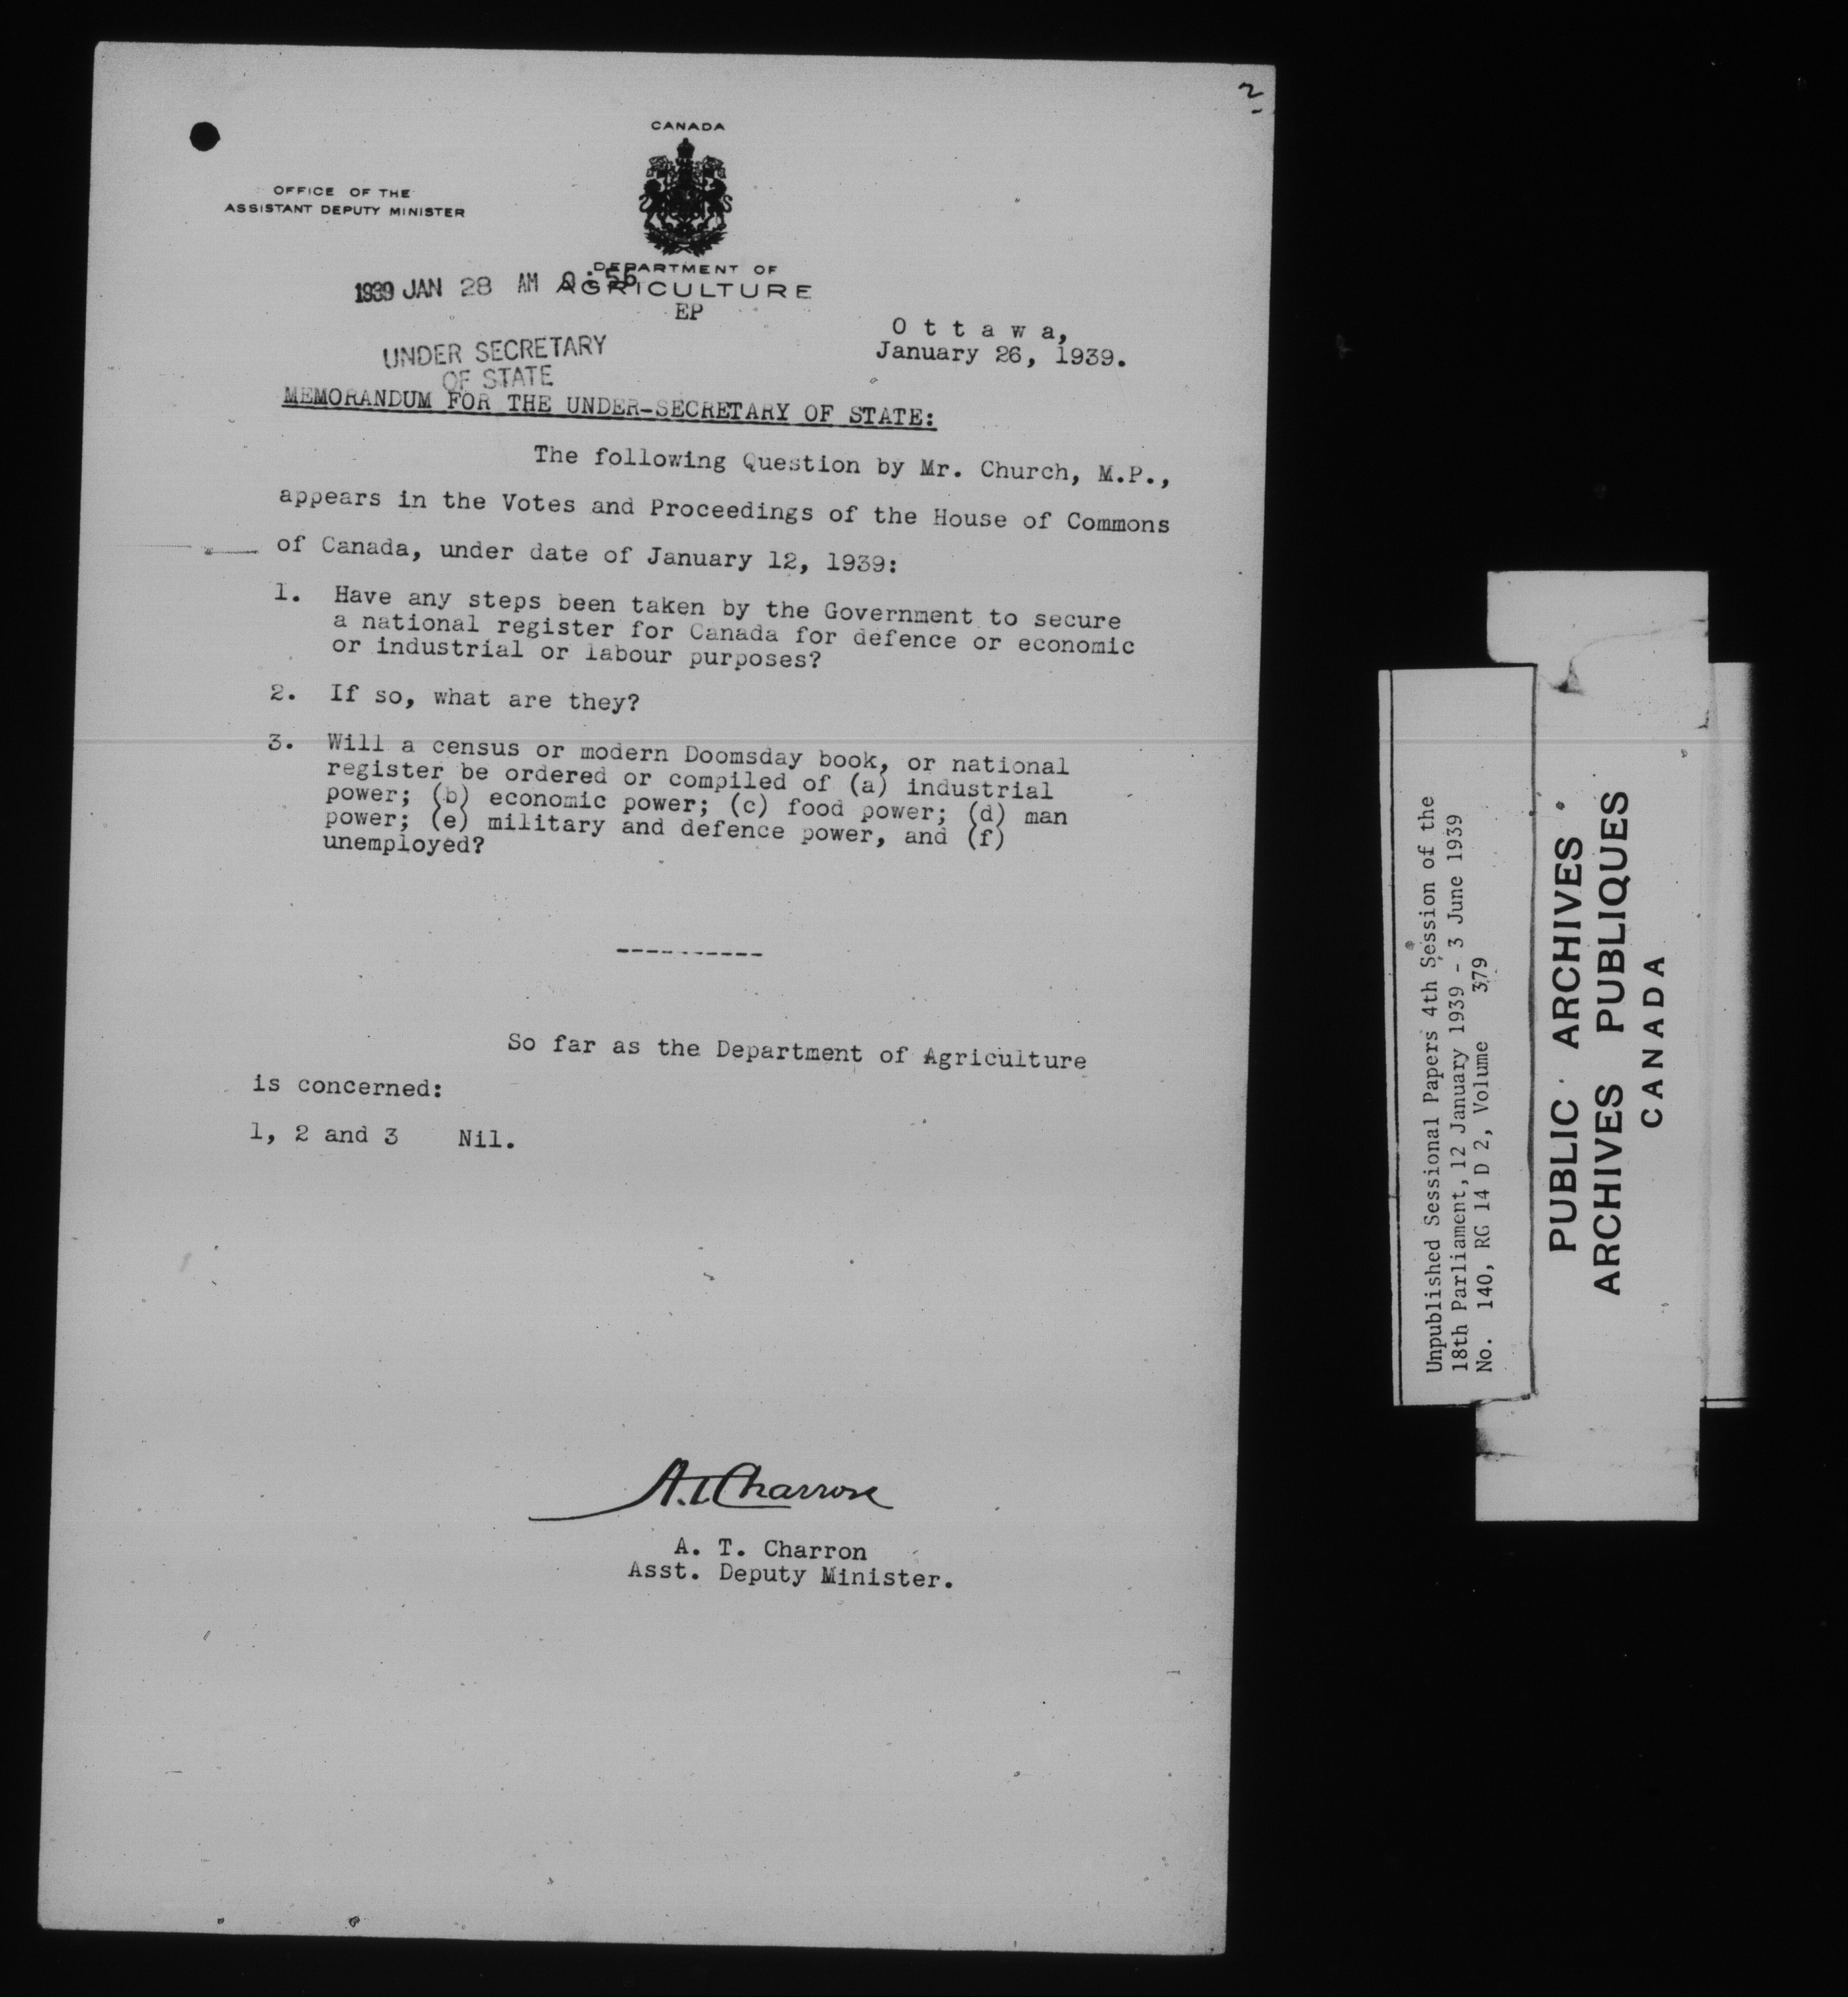 2
CANADA
OFFICE OF THE
ASSISTANT DEPUTY MINISTER
DEPARTMENT OF
AGRICULTURE
1939 JAN 28 AM 9:56
EP
UNDER SECRETARY
OF STATE
Ottawa,
January 26, 1939.
MEMORANDUM FOR THE UNDER-SECRETARY OF STATE:
The following Question by Mr. Church, M.P.,
appears in the Votes and Proceedings of the House of Commons
of Canada, under date of January 12, 1939:
1. Have any steps been taken by the Government to secure
a national register for Canada for defence or economic
or industrial or labour purposes?
2. If so, what are they?
3. Will a census or modern Doomsday book, or national
register be ordered or compiled of (a) industrial
power; (b) economic power; (c) food power; (d) man
power; (e) military and defence power, and (f)
unemployed?
----------
So far as the Department of Agriculture
is concerned:
1, 2 and 3 Nil.
A.T. Charron
A. T. Charron
Asst. Deputy Minister.
Unpublished Sessional Papers 4th Session of the
18th Parliament, 12 January 1939 - 3 June 1939
No. 140, RG 14 D 2, Volume 379
PUBLIC ARCHIVES
ARCHIVES PUBLIQUES
CANADA